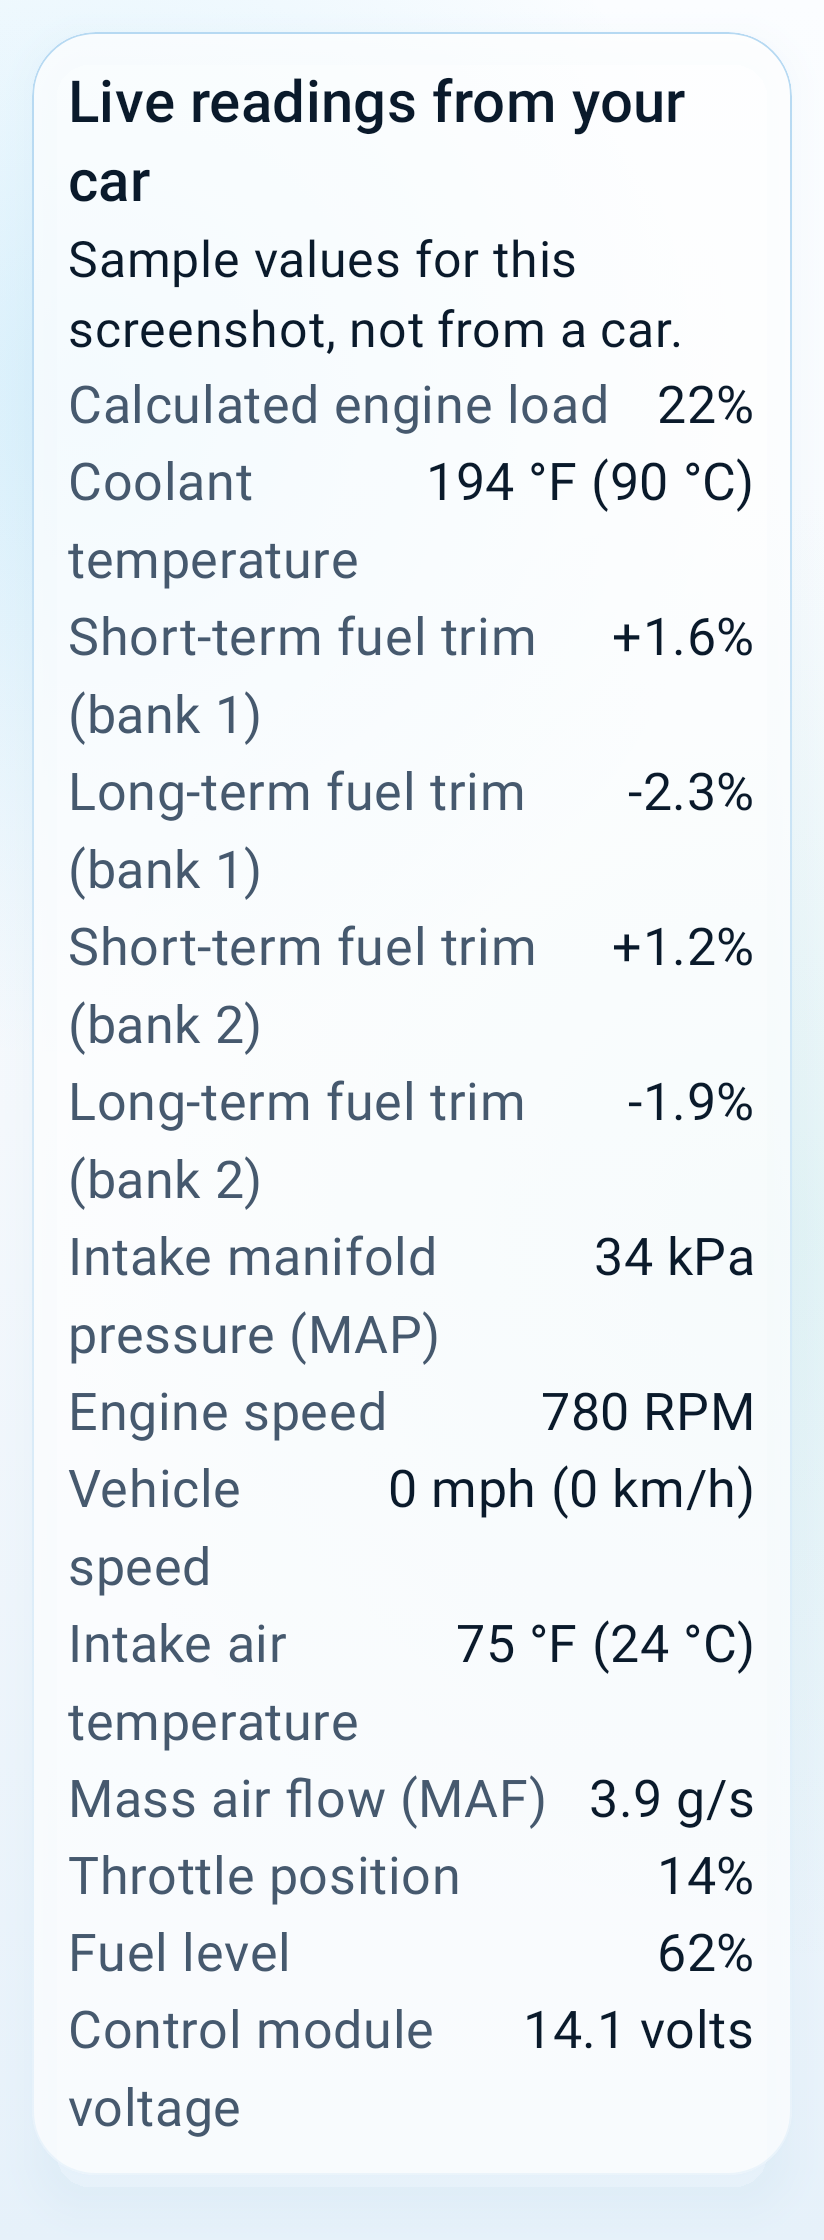 Live readings from your
car
Sample values for this
screenshot, not from a car.
Calculated engine load 22%
Coolant 194 °F (90 °C)
temperature
Short-term fuel trim +1.6%
(bank 1)
Long-term fuel trim -2.3%
(bank 1)
Short-term fuel trim +1.2%
(bank 2)
Long-term fuel trim -1.9%
(bank 2)
Intake manifold 34 kPa
pressure (MAP)
Engine speed 780 RPM
Vehicle 0 mph (0 km/h)
speed
Intake air 75 °F (24 °C)
temperature
Mass air flow (MAF) 3.9 g/s
Throttle position 14%
Fuel level 62%
Control module 14.1 volts
voltage